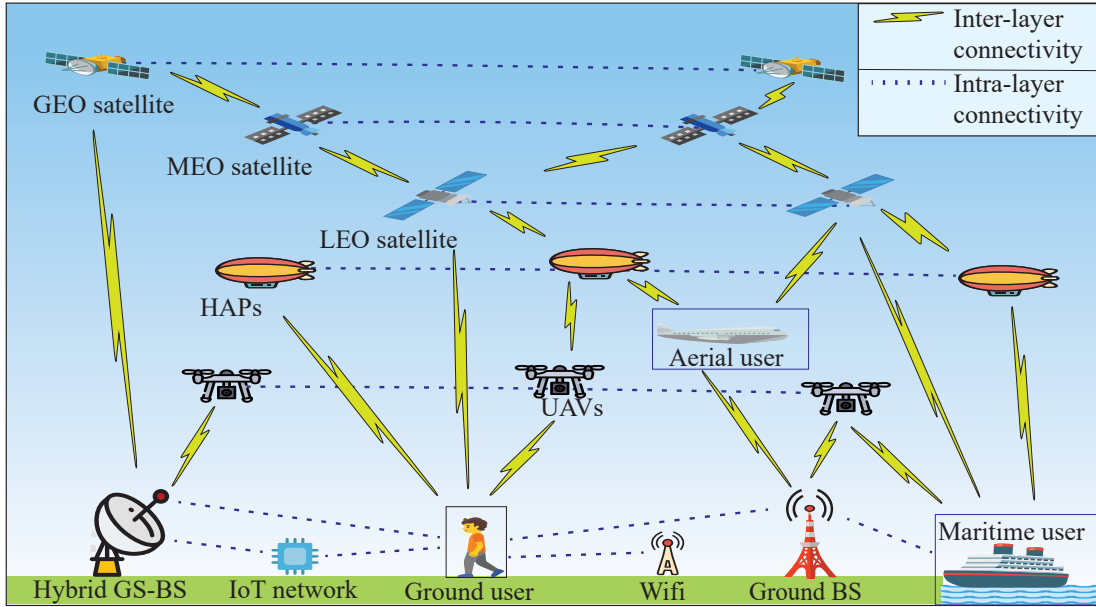 Inter-layer
connectivity
Intra-layer
connectivity
GEO satellite
MEO satellite
LEO satellite
HAPs
Aerial user
UAVs
Maritime user
Hybrid GS-BS
IoT network
Ground user
Wifi
Ground BS